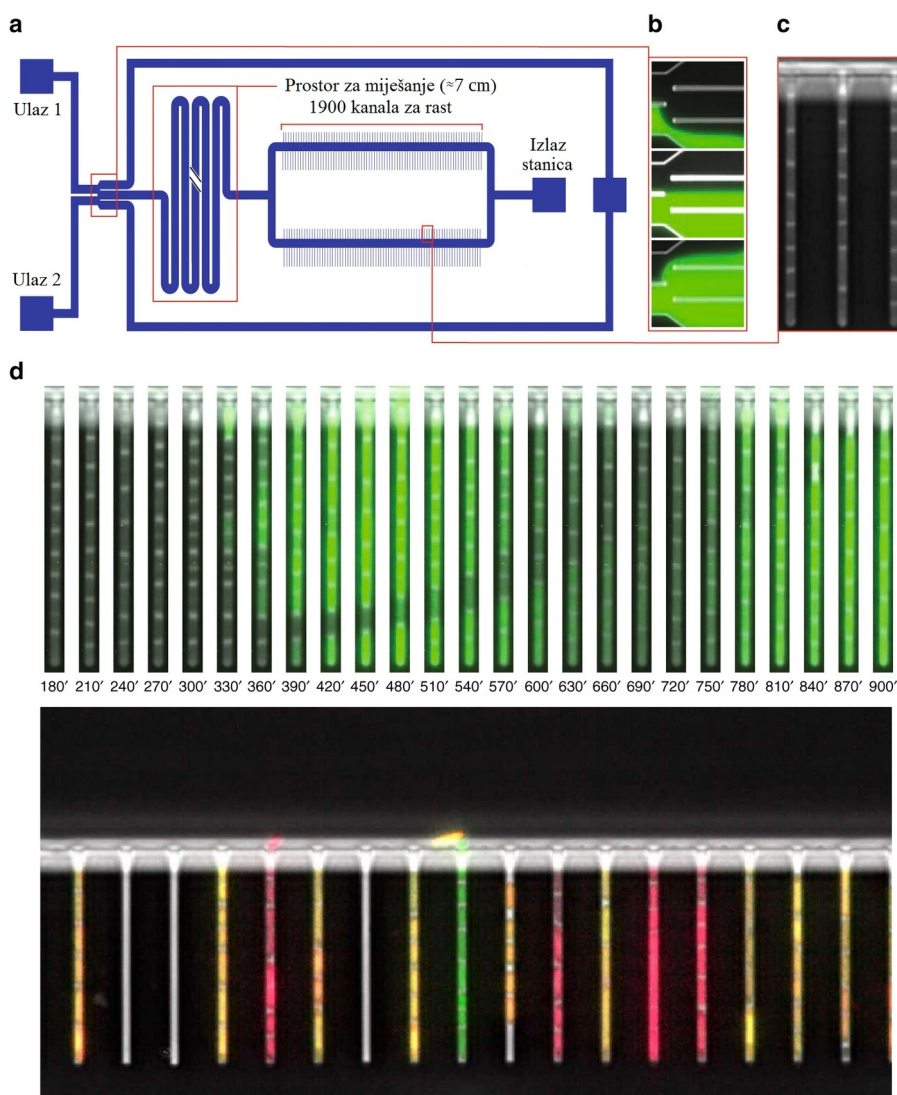 a
b
c
Ulaz 1
Prostor za miješanje (≈7 cm)
1900 kanala za rast
Izlaz
stanica
Ulaz 2
d
180′ 210′ 240′ 270′ 300′ 330′ 360′ 390′ 420′ 450′ 480′ 510′ 540′ 570′ 600′ 630′ 660′ 690′ 720′ 750′ 780′ 810′ 840′ 870′ 900′